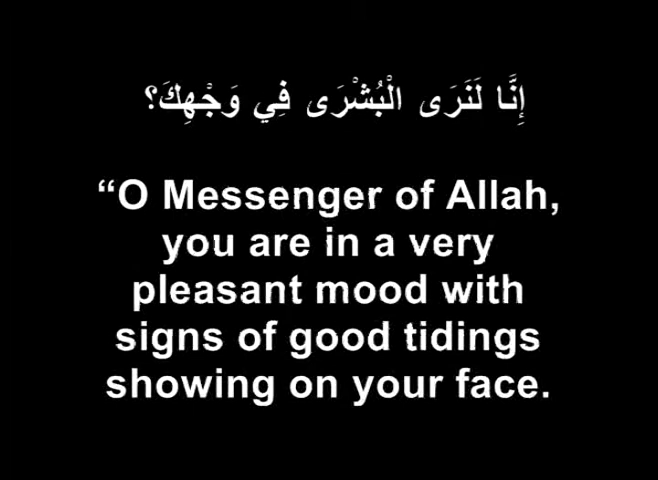 إِنَّا لَنَرَى الْبُشْرَى فِي وَجْهِكَ؟
“O Messenger of Allah,
you are in a very
pleasant mood with
signs of good tidings
showing on your face.